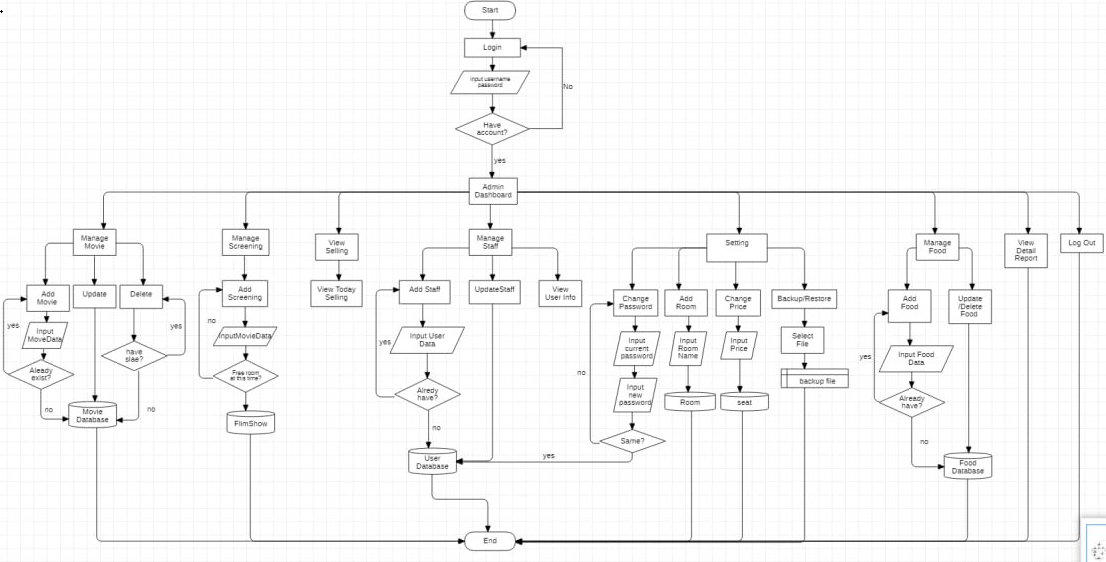 Start
Login
input username
password
No
Have
account?
yes
Admin
Dashboard
Manage
Movie
Manage
Screening
View
Selling
Manage
Staff
Setting
Manage
Food
View
Detail
Report
Log Out
Add
Movie
Update
Delete
Add
Screening
View Today
Selling
Add Staff
UpdateStaff
View
User Info
Change
Password
Add
Room
Change
Price
Backup/Restore
Add
Food
Update
/Delete
Food
yes
Input
MoveData
yes
no
InputMovieData
yes
Input User
Data
Input
current
password
Input
Room
Name
Input
Price
Select
File
yes
Input Food
Data
have
slae?
Aleady
exist?
Free room
at this time?
no
Input
new
password
backup file
Alredy
have?
Already
have?
no
no
Movie
Database
FlimShow
no
Room
seat
Same?
no
yes
User
Database
Food
Database
End